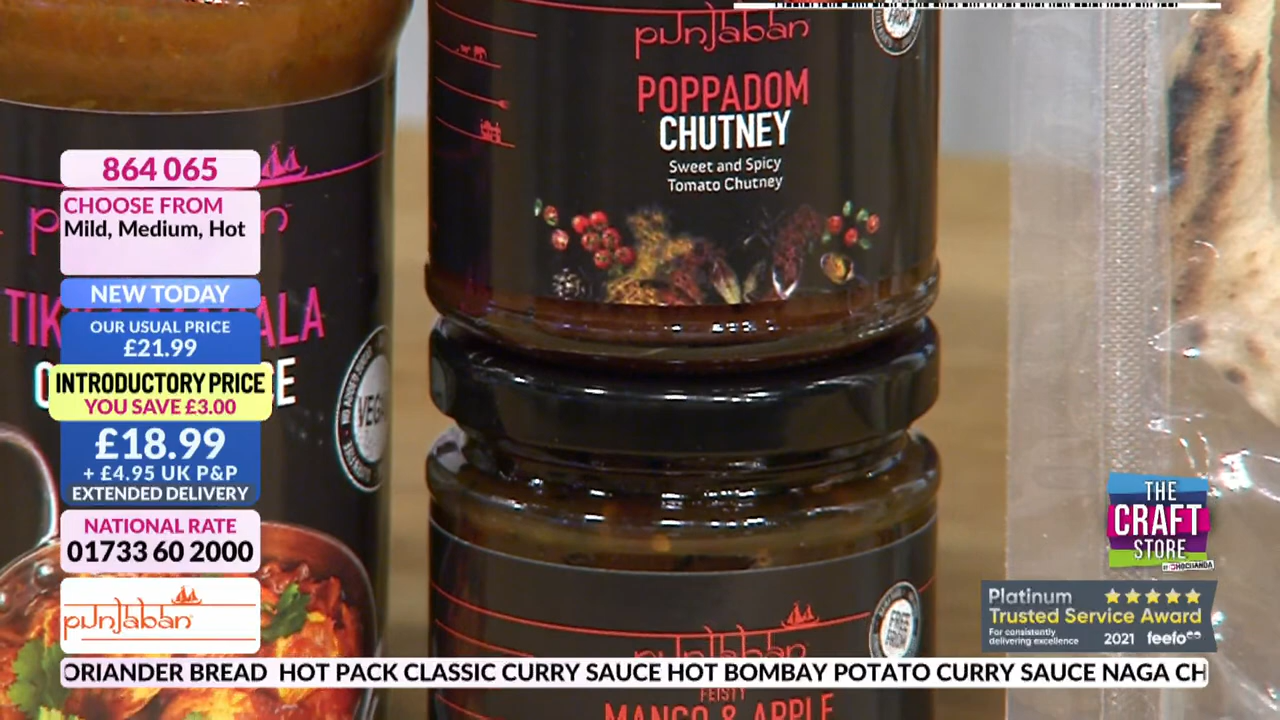 punjaban
POPPADOM
CHUTNEY
Sweet and Spicy
Tomato Chutney
864 065
CHOOSE FROM
Mild, Medium, Hot
NEW TODAY
OUR USUAL PRICE
£21.99
INTRODUCTORY PRICE
YOU SAVE £3.00
£18.99
+ £4.95 UK P&P
EXTENDED DELIVERY
NATIONAL RATE
01733 60 2000
punjaban
THE
CRAFT
STORE
BY HOCHANDA
Platinum
Trusted Service Award
For consistently
delivering excellence
2021 feefo
punjaban
FEISTY
MANGO & APPLE
ORIANDER BREAD HOT PACK CLASSIC CURRY SAUCE HOT BOMBAY POTATO CURRY SAUCE NAGA CH